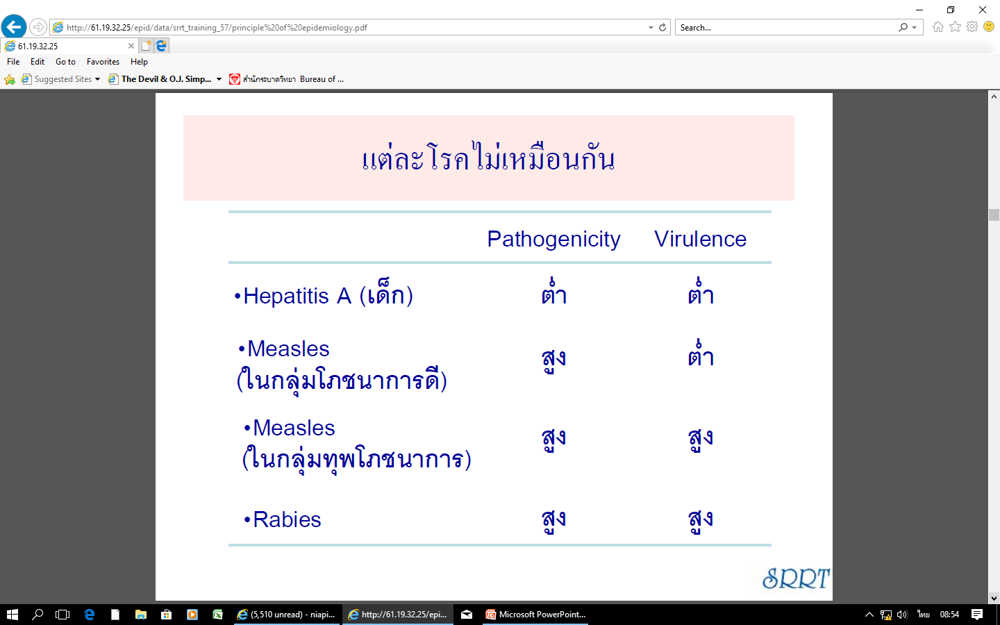 http://61.19.32.25/epid/data/srrt_training_57/principle%20of%20epidemiology.pdf
Search...
61.19.32.25
File Edit Go to Favorites Help
Suggested Sites The Devil & O.J. Simp... สำนักระบาดวิทยา Bureau of ...
แต่ละโรคไม่เหมือนกัน
Pathogenicity Virulence
•Hepatitis A (เด็ก) ต่ำ ต่ำ
•Measles
(ในกลุ่มโภชนาการดี) สูง ต่ำ
•Measles
(ในกลุ่มทุพโภชนาการ) สูง สูง
•Rabies สูง สูง
SRRT
(5,510 unread) - niapi... http://61.19.32.25/epi... Microsoft PowerPoint... ไทย 08:54